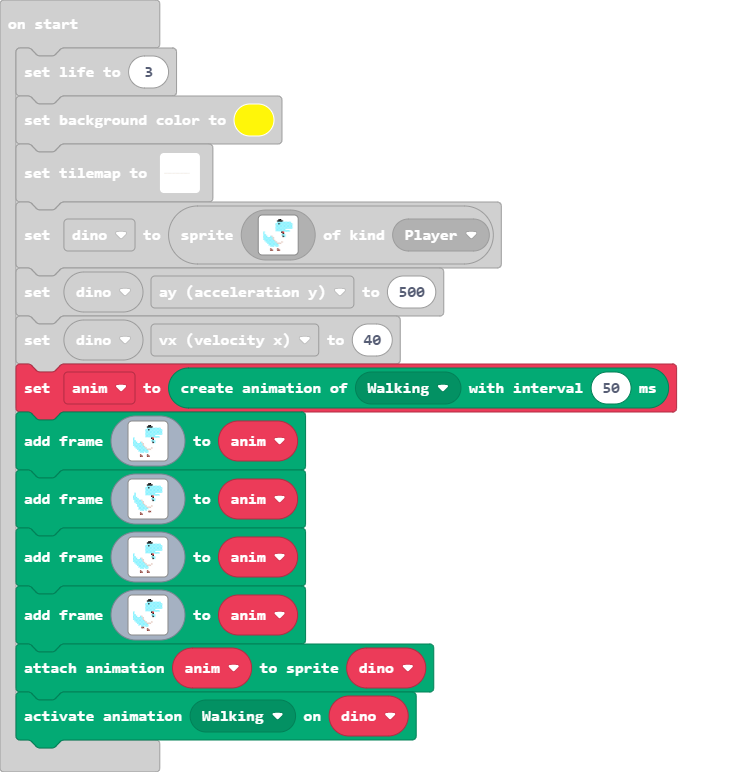 on start
set life to 3
set background color to
set tilemap to
set dino to sprite of kind Player
set dino ay (acceleration y) to 500
set dino vx (velocity x) to 40
set anim to create animation of Walking with interval 50 ms
add frame to anim
add frame to anim
add frame to anim
add frame to anim
attach animation anim to sprite dino
activate animation Walking on dino